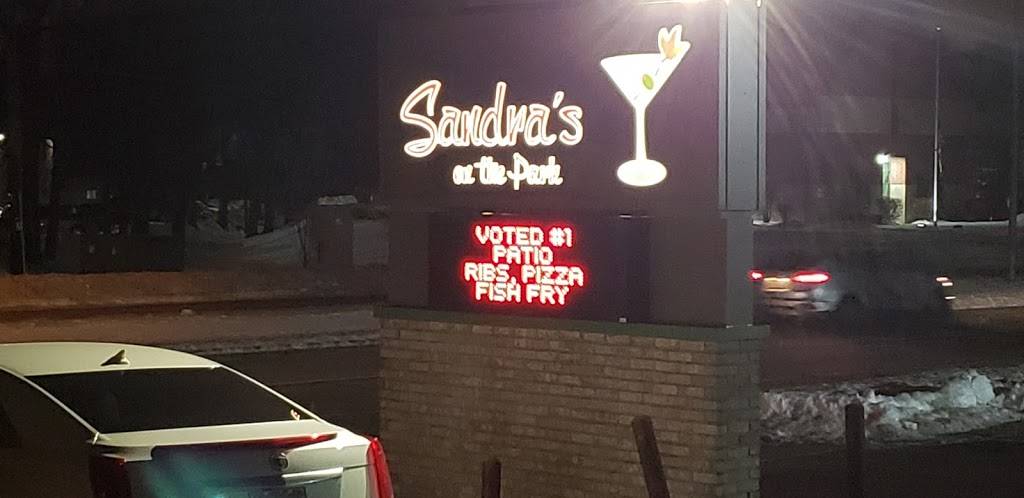 Sandra's
on the Park
VOTED #1
PATIO
RIBS, PIZZA
FISH FRY